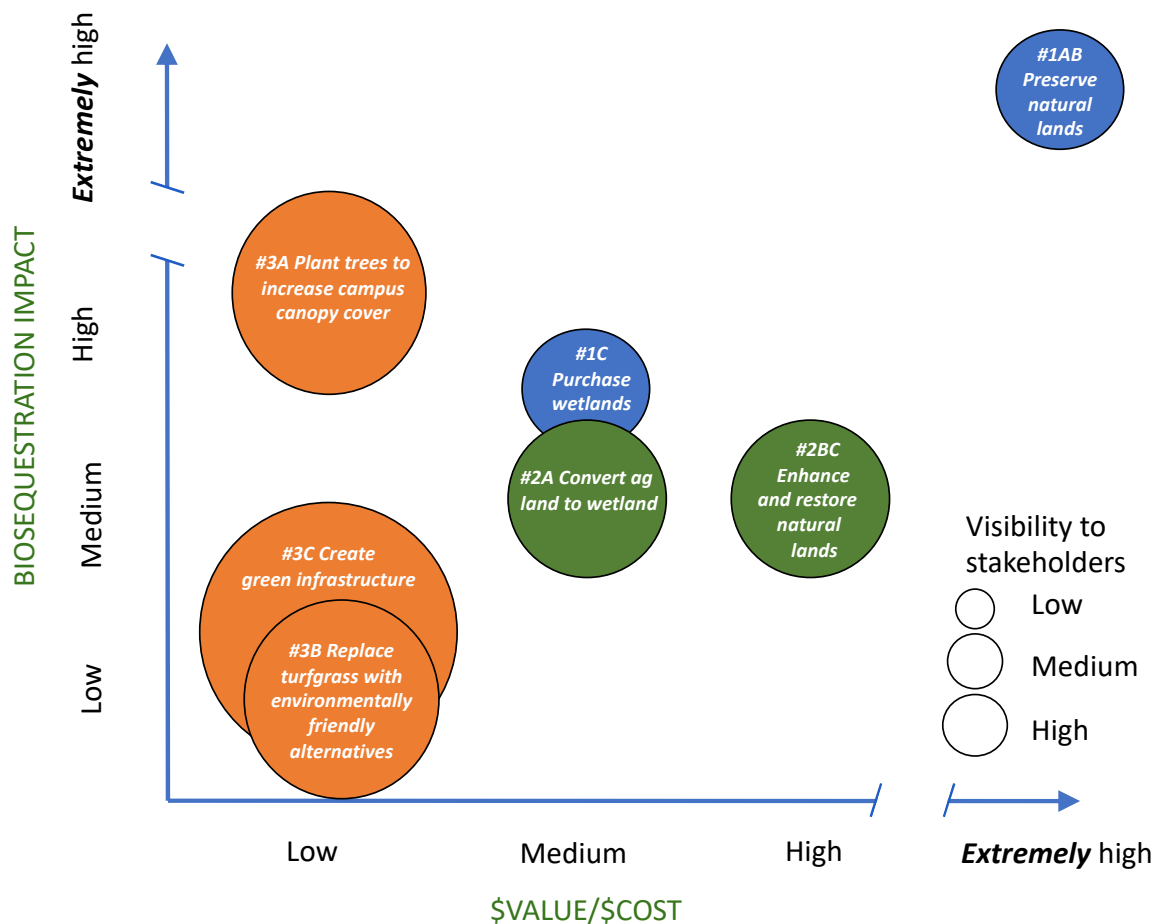 Extremely high
BIOSEQUESTRATION IMPACT
High
Medium
Low
#1AB
Preserve
natural
lands
#3A Plant trees to
increase campus
canopy cover
#1C
Purchase
wetlands
#2A Convert ag
land to wetland
#2BC
Enhance
and restore
natural
lands
#3C Create
green infrastructure
#3B Replace
turfgrass with
environmentally
friendly
alternatives
Visibility to
stakeholders
Low
Medium
High
Low
Medium
High
Extremely high
$VALUE/$COST